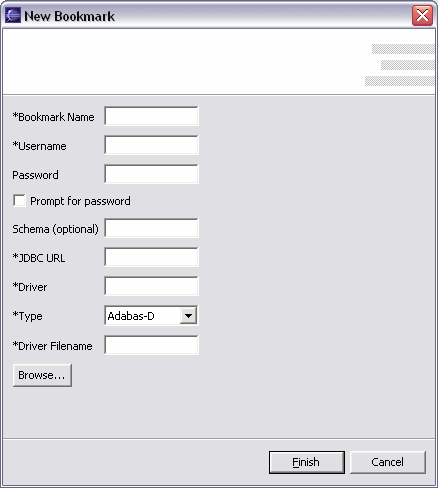 New Bookmark
*Bookmark Name
*Username
Password
Prompt for password
Schema (optional)
*JDBC URL
*Driver
*Type Adabas-D
*Driver Filename
Browse...
Finish Cancel